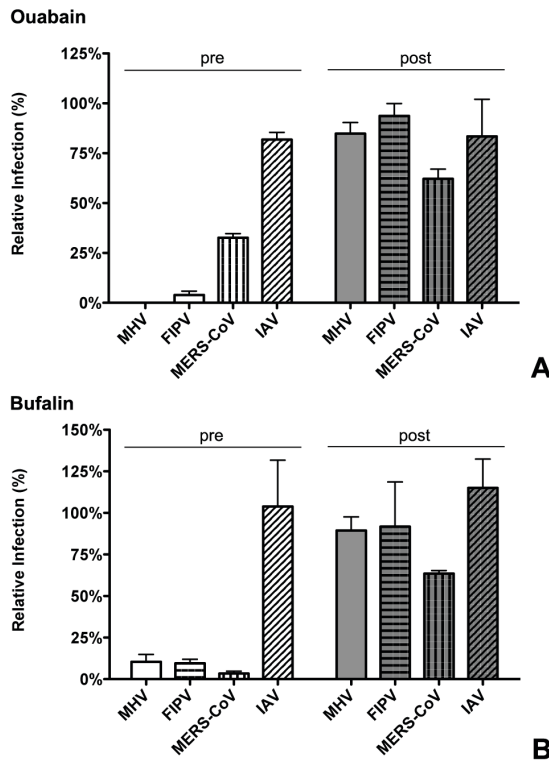 Ouabain
pre
post
Relative Infection (%)
125%
100%
75%
50%
25%
0%
MHV
FIPV
MERS-CoV
IAV
MHV
FIPV
MERS-CoV
IAV
A
Bufalin
pre
post
Relative Infection (%)
150%
125%
100%
75%
50%
25%
0%
MHV
FIPV
MERS-CoV
IAV
MHV
FIPV
MERS-CoV
IAV
B